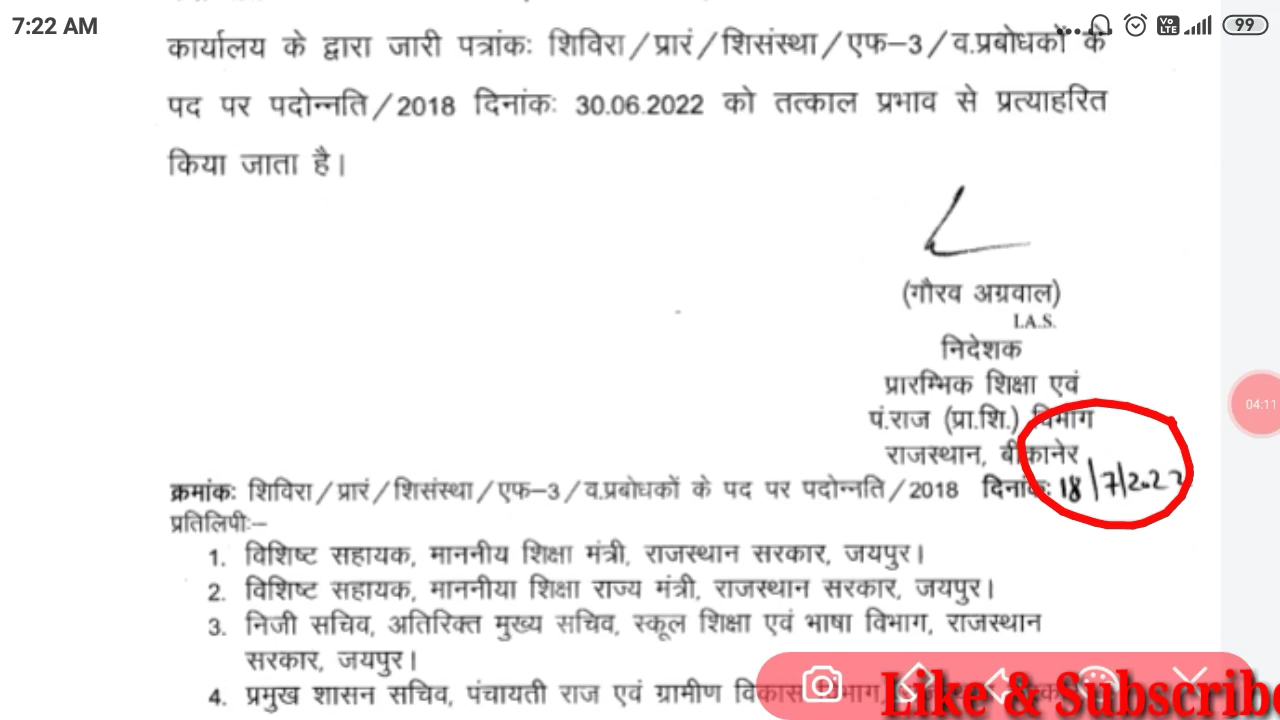 7:22 AM
... Vo LTE 99
कार्यालय के द्वारा जारी पत्रांकः शिविरा/प्रारं/शिसंस्था/एफ–3/व.प्रबोधकों के
पद पर पदोन्नति/2018 दिनांकः 30.06.2022 को तत्काल प्रभाव से प्रत्याहरित
किया जाता है।
(गौरव अग्रवाल)
I.A.S.
निदेशक
प्रारम्भिक शिक्षा एवं
पं.राज (प्रा.शि.) विभाग
04:11
राजस्थान, बीकानेर
क्रमांकः शिविरा/प्रारं/शिसंस्था/एफ–3/व.प्रबोधकों के पद पर पदोन्नति/2018 दिनांकः 18/7/2022
प्रतिलिपीः–
1. विशिष्ट सहायक, माननीय शिक्षा मंत्री, राजस्थान सरकार, जयपुर।
2. विशिष्ट सहायक, माननीया शिक्षा राज्य मंत्री, राजस्थान सरकार, जयपुर।
3. निजी सचिव, अतिरिक्त मुख्य सचिव, स्कूल शिक्षा एवं भाषा विभाग, राजस्थान
सरकार, जयपुर।
4. प्रमुख शासन सचिव, पंचायती राज एवं ग्रामीण विकास विभाग,
Like & Subscribe